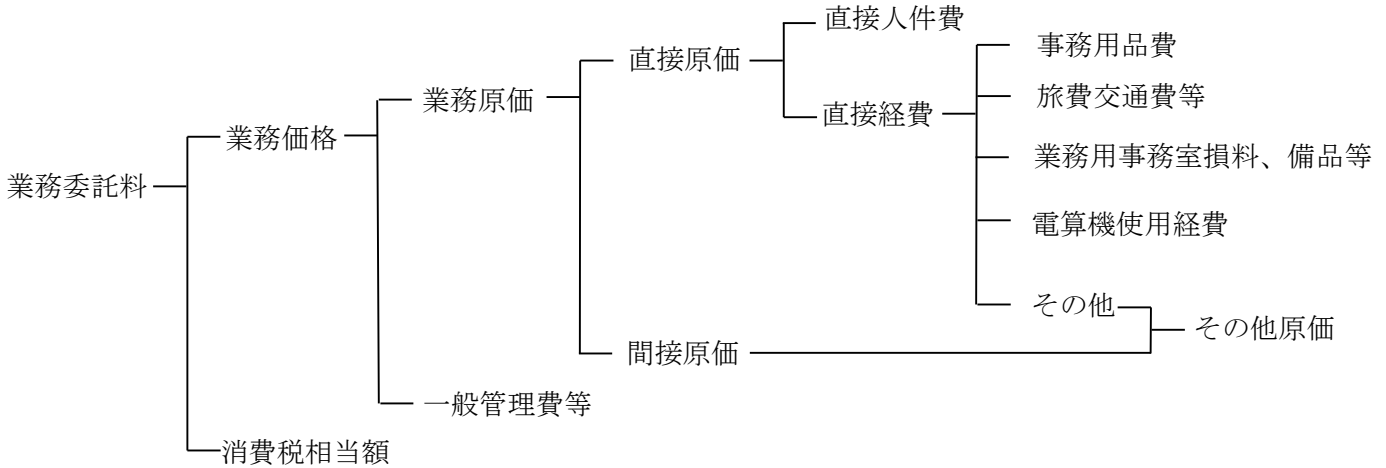 直接人件費
事務用品費
直接原価
旅費交通費等
業務原価
直接経費
業務価格
業務用事務室損料、備品等
業務委託料
電算機使用経費
その他
その他原価
間接原価
一般管理費等
消費税相当額